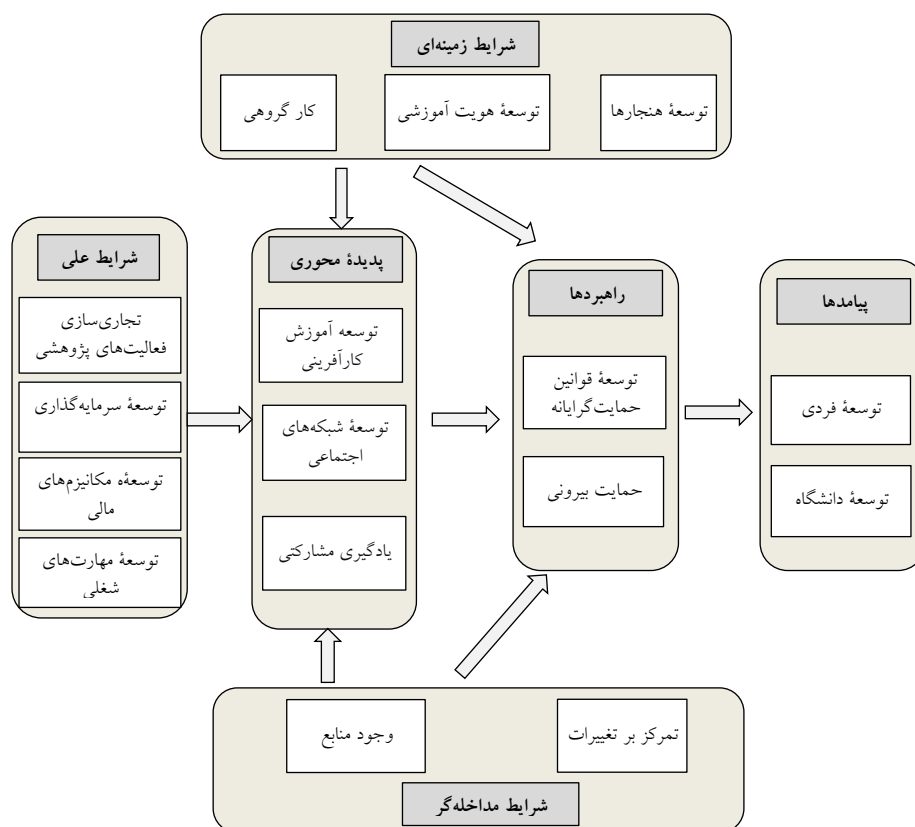 شرایط زمینه‌ای
توسعهٔ هنجارها
توسعهٔ هویت آموزشی
کار گروهی
شرایط علی
تجاری‌سازی
فعالیت‌های پژوهشی
توسعهٔ سرمایه‌گذاری
توسعهٔه مکانیزم‌های
مالی
توسعهٔ مهارت‌های
شغلی
پدیدهٔ محوری
توسعه آموزش
کارآفرینی
توسعهٔ شبکه‌های
اجتماعی
یادگیری مشارکتی
راهبردها
توسعهٔ قوانین
حمایت‌گرایانه
حمایت بیرونی
پیامدها
توسعهٔ فردی
توسعهٔ دانشگاه
تمرکز بر تغییرات
وجود منابع
شرایط مداخله‌گر